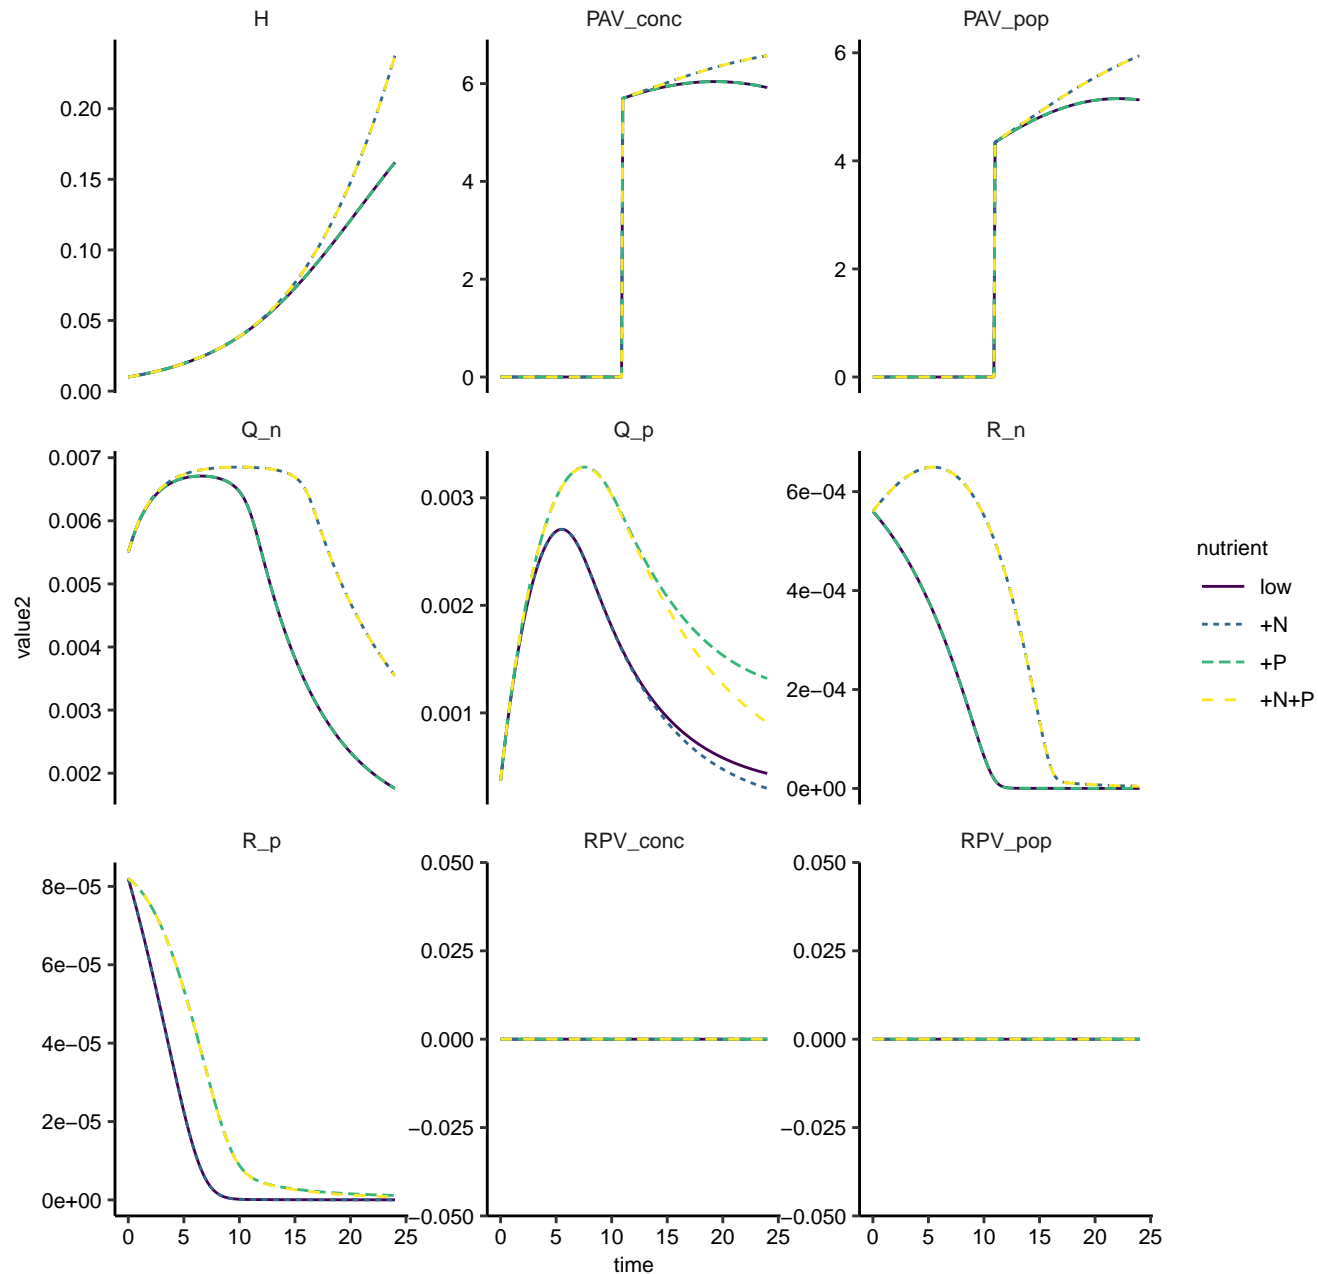 H PAV_conc PAV_pop
0.20
0.15
0.10
0.05
0.00
6
4
2
0
6
4
2
0
Q_n Q_p R_n
0.007
0.006
0.005
0.004
0.003
0.002
0.003
0.002
0.001
6e−04
4e−04
2e−04
0e+00
R_p RPV_conc RPV_pop
8e−05
6e−05
4e−05
2e−05
0e+00
0.050
0.025
0.000
−0.025
−0.050
0.050
0.025
0.000
−0.025
−0.050
0 5 10 15 20 25
0 5 10 15 20 25
0 5 10 15 20 25
time
value2
nutrient
low
+N
+P
+N+P